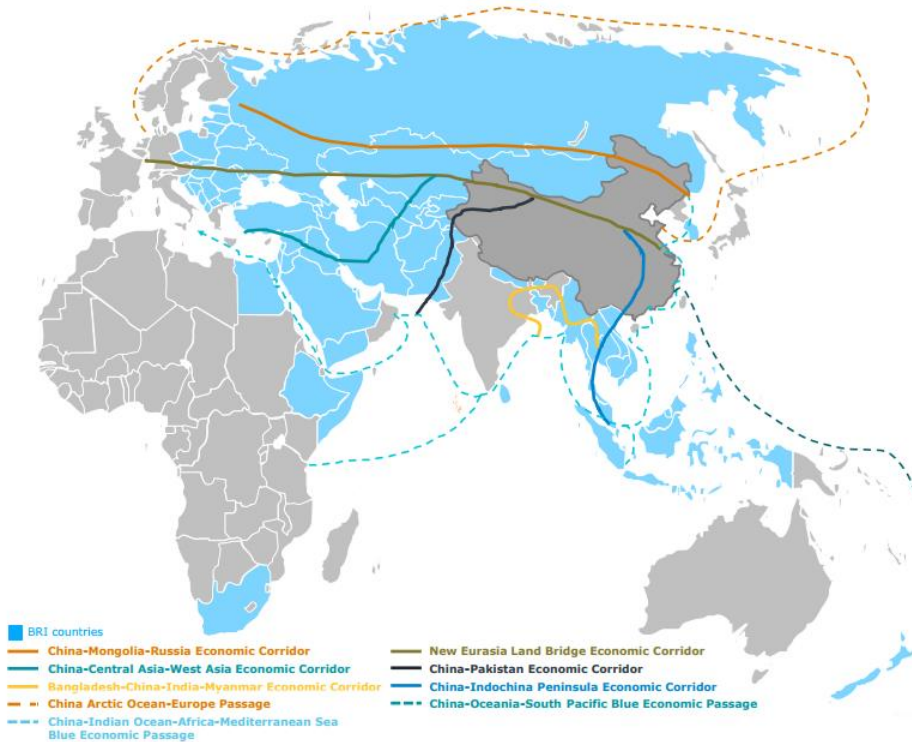 BRI countries
China-Mongolia-Russia Economic Corridor
China-Central Asia-West Asia Economic Corridor
Bangladesh-China-India-Myanmar Economic Corridor
China Arctic Ocean-Europe Passage
China-Indian Ocean-Africa-Mediterranean Sea
Blue Economic Passage
New Eurasia Land Bridge Economic Corridor
China-Pakistan Economic Corridor
China-Indochina Peninsula Economic Corridor
China-Oceania-South Pacific Blue Economic Passage